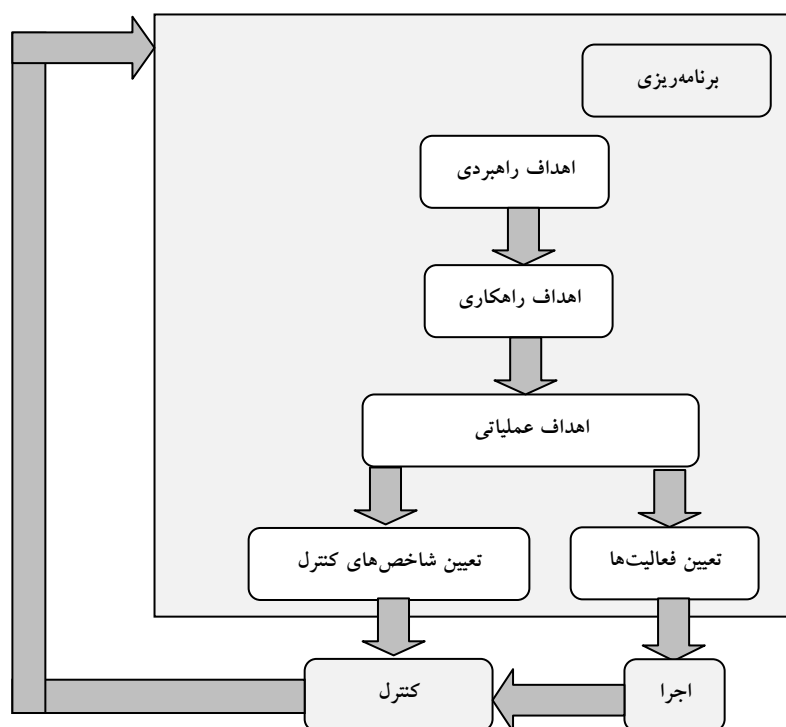 برنامه‌ریزی
اهداف راهبردی
اهداف راهکاری
اهداف عملیاتی
تعیین فعالیت‌ها
تعیین شاخص‌های کنترل
اجرا
کنترل